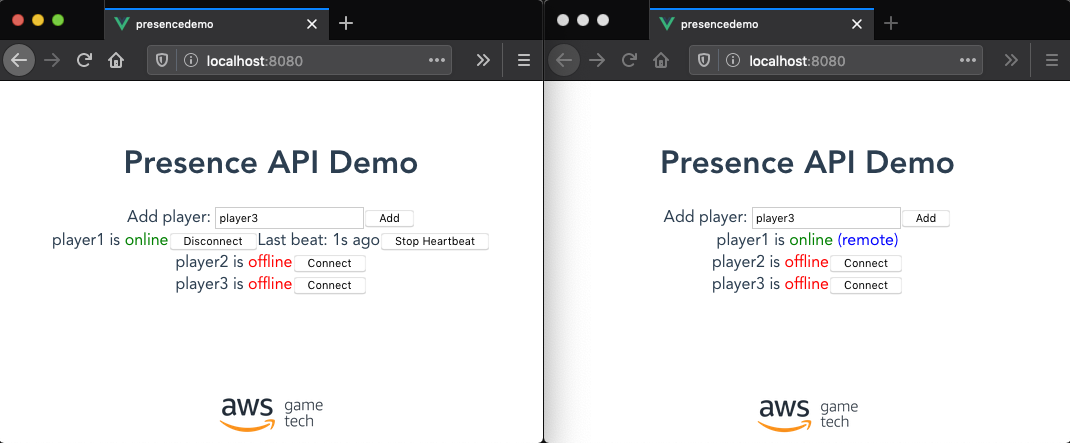 presencedemo
localhost:8080
Presence API Demo
Add player: player3 Add
player1 is online Disconnect Last beat: 1s ago Stop Heartbeat
player2 is offline Connect
player3 is offline Connect
aws game tech
presencedemo
localhost:8080
Presence API Demo
Add player: player3 Add
player1 is online (remote)
player2 is offline Connect
player3 is offline Connect
aws game tech